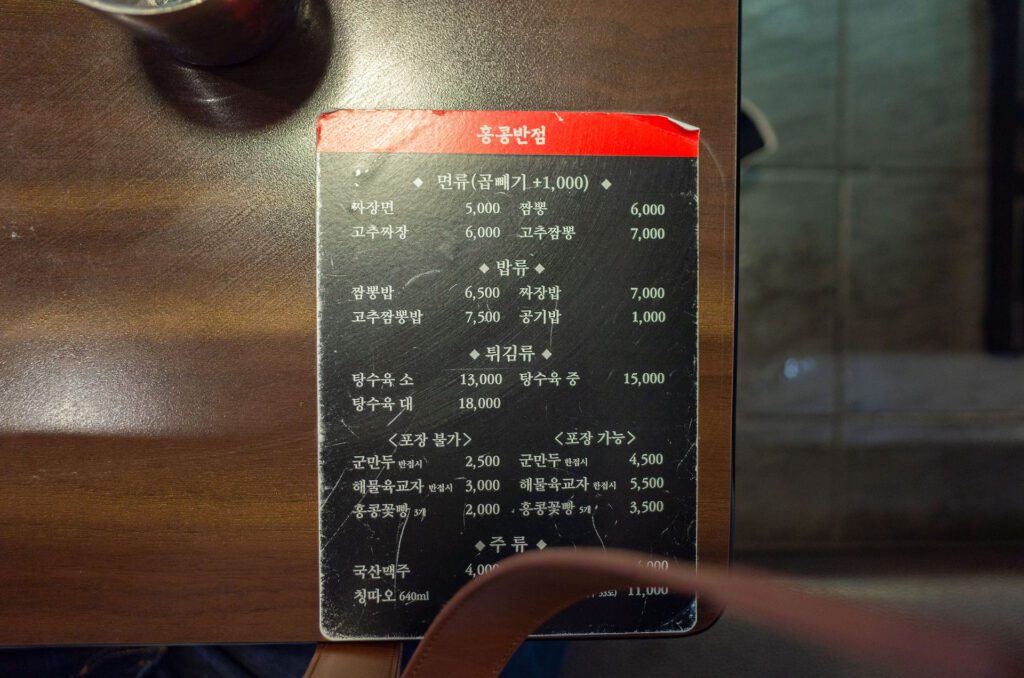 홍콩반점
◆ 면류(곱빼기 +1,000) ◆
짜장면 5,000 짬뽕 6,000
고추짜장 6,000 고추짬뽕 7,000
◆ 밥류 ◆
짬뽕밥 6,500 짜장밥 7,000
고추짬뽕밥 7,500 공기밥 1,000
◆ 튀김류 ◆
탕수육 소 13,000 탕수육 중 15,000
탕수육 대 18,000
<포장 불가> <포장 가능>
군만두 반접시 2,500 군만두 한접시 4,500
해물육교자 반접시 3,000 해물육교자 한접시 5,500
홍콩꽃빵 3개 2,000 홍콩꽃빵 5개 3,500
◆ 주류 ◆
국산맥주 4,000
칭따오 640ml 11,000